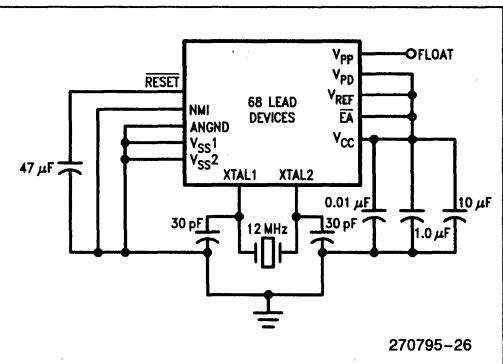 V_PP FLOAT
V_PD
RESET
V_REF
NMI
68 LEAD
DEVICES
EA
ANGND
V_SS1
V_CC
V_SS2
47 µF
XTAL1 XTAL2
0.01 µF
10 µF
30 pF
12 MHz
30 pF
1.0 µF
270795-26